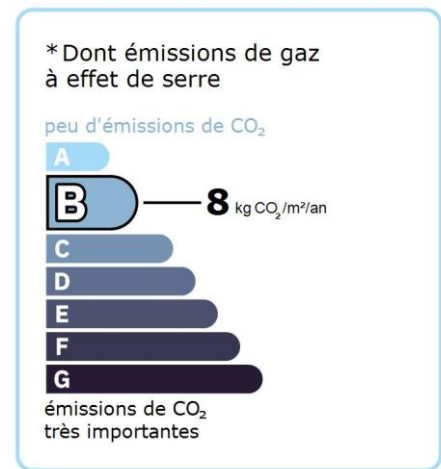 *Dont émissions de gaz
à effet de serre
peu d'émissions de CO₂
A
B 8 kg CO₂/m²/an
C
D
E
F
G
émissions de CO₂
très importantes